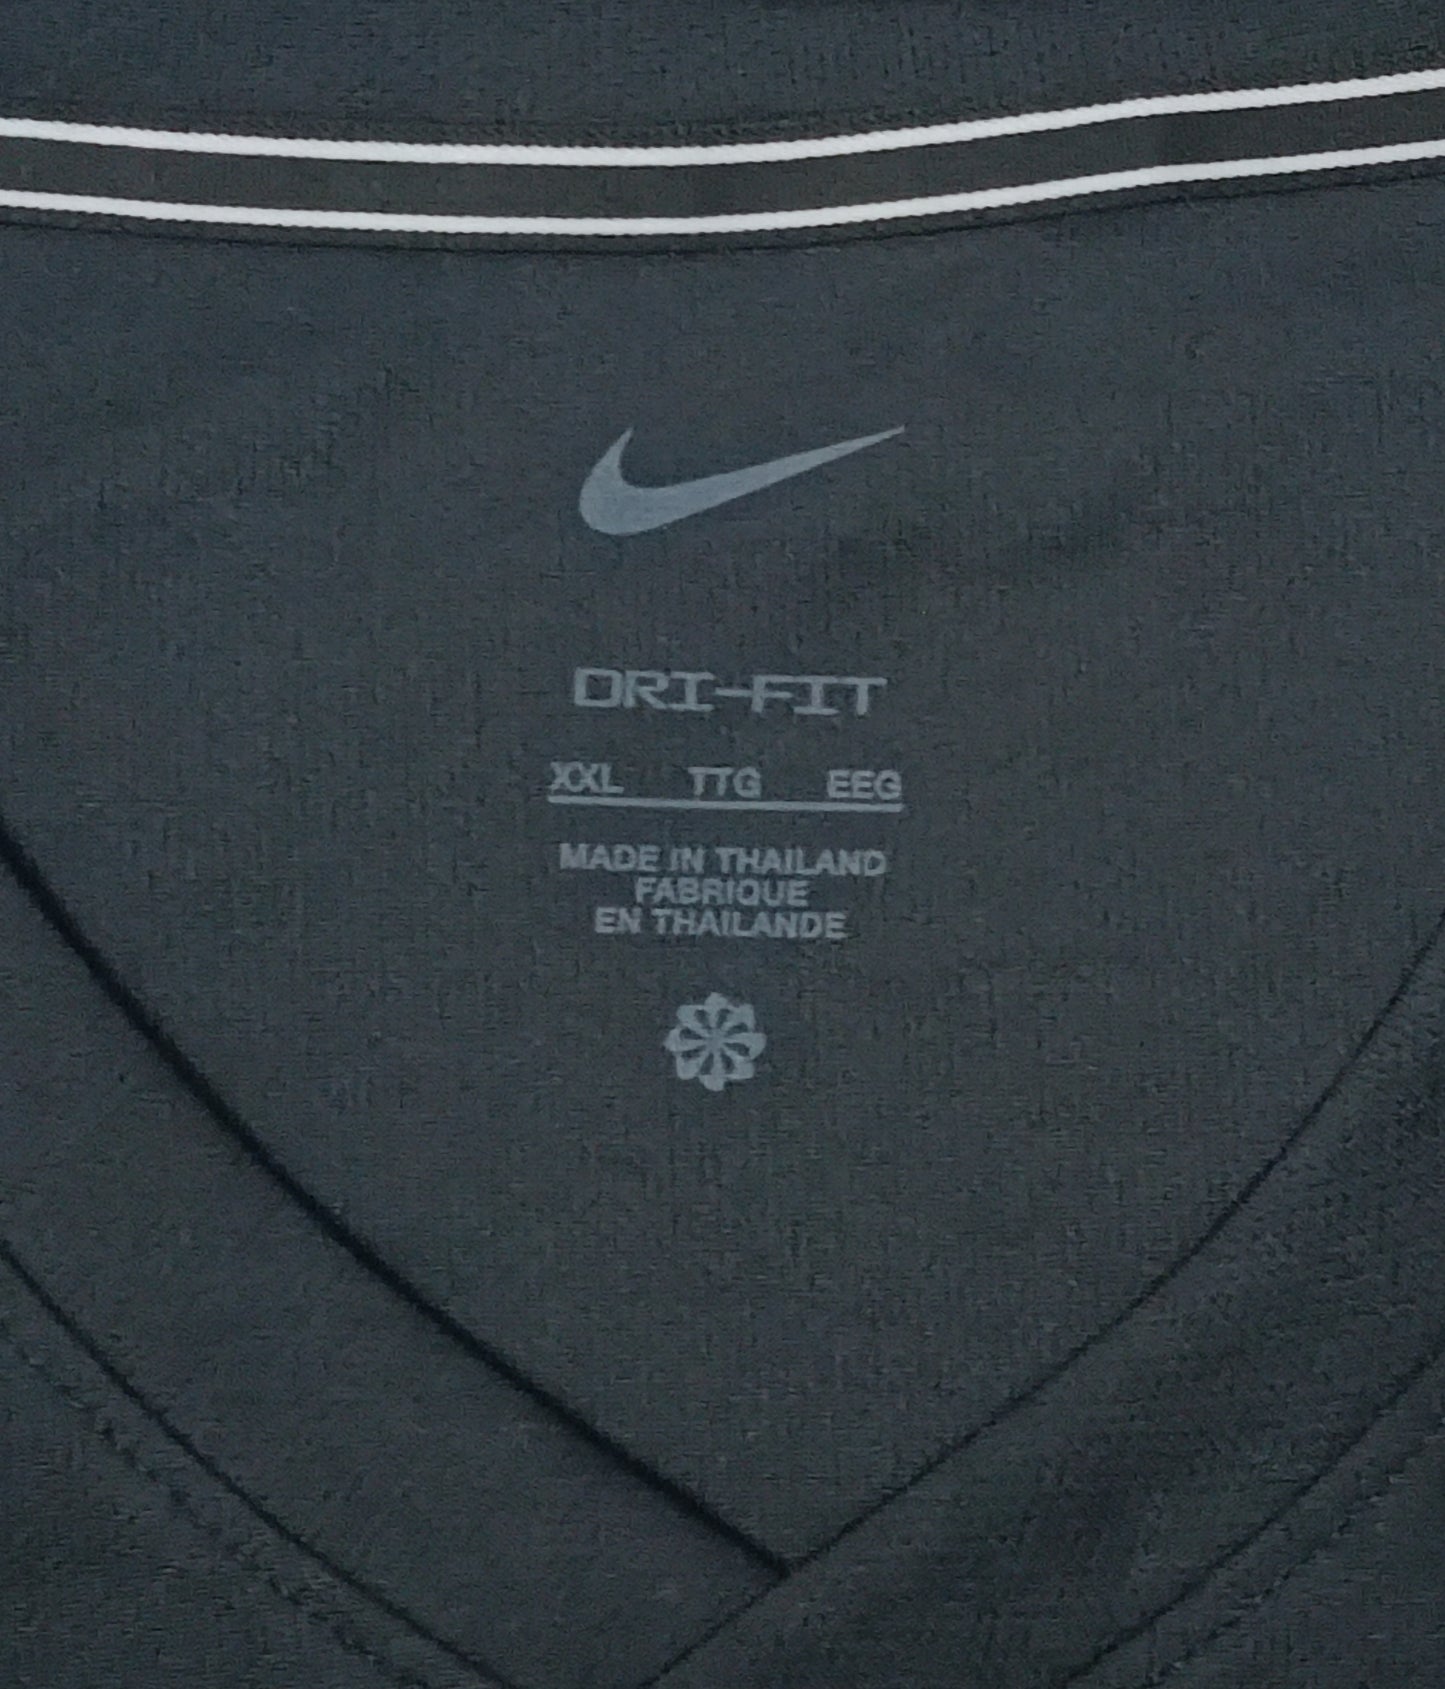 DRI-FIT
XXL TTG EEG
MADE IN THAILAND
FABRIQUE
EN THAILANDE